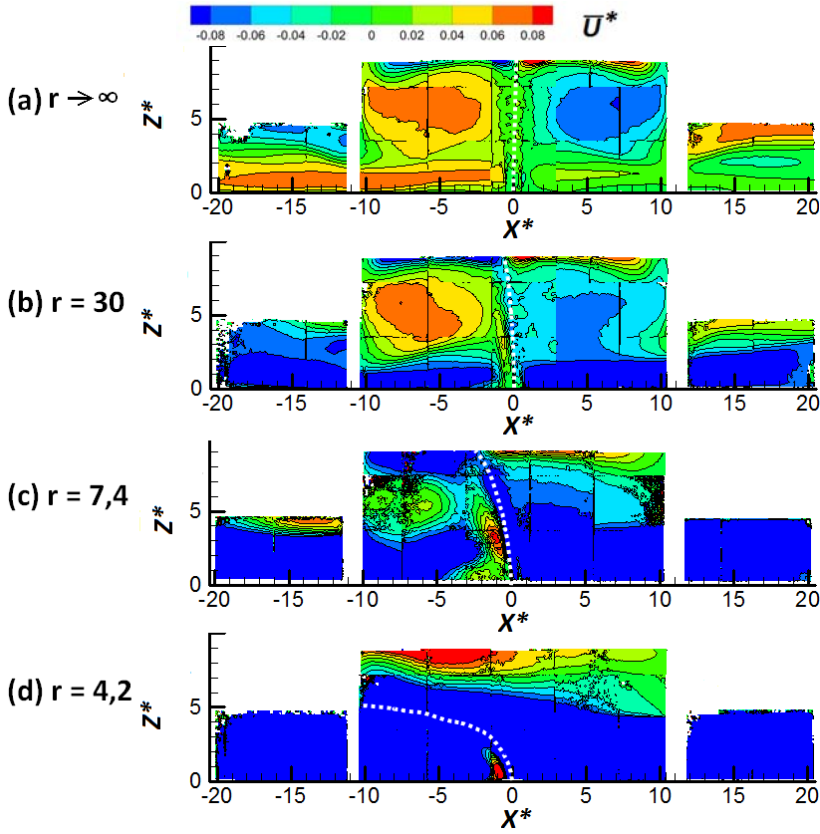 -0.08 -0.06 -0.04 -0.02 0 0.02 0.04 0.06 0.08
U̅*
(a) r → ∞
Z*
5
0
-20 -15 -10 -5 0 5 10 15 20
X*
(b) r = 30
Z*
5
0
-20 -15 -10 -5 0 5 10 15 20
X*
(c) r = 7,4
Z*
5
0
-20 -15 -10 -5 0 5 10 15 20
X*
(d) r = 4,2
Z*
5
0
-20 -15 -10 -5 0 5 10 15 20
X*